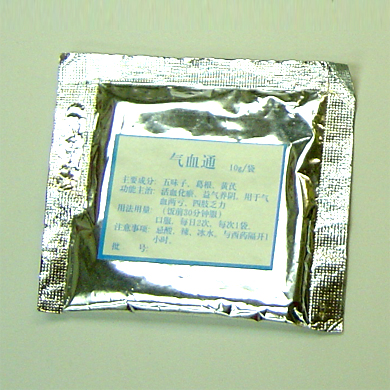 气血通 10g/袋
主要成分: 五味子、葛根、黄芪
功能主治: 活血化瘀、益气养阴, 用于气
血两亏、四肢乏力
用法用量: (饭前30分钟服)
口服, 每日2次, 每次1袋,
注意事项: 忌酸、辣、冰水, 与西药隔开1
小时.
批 号: